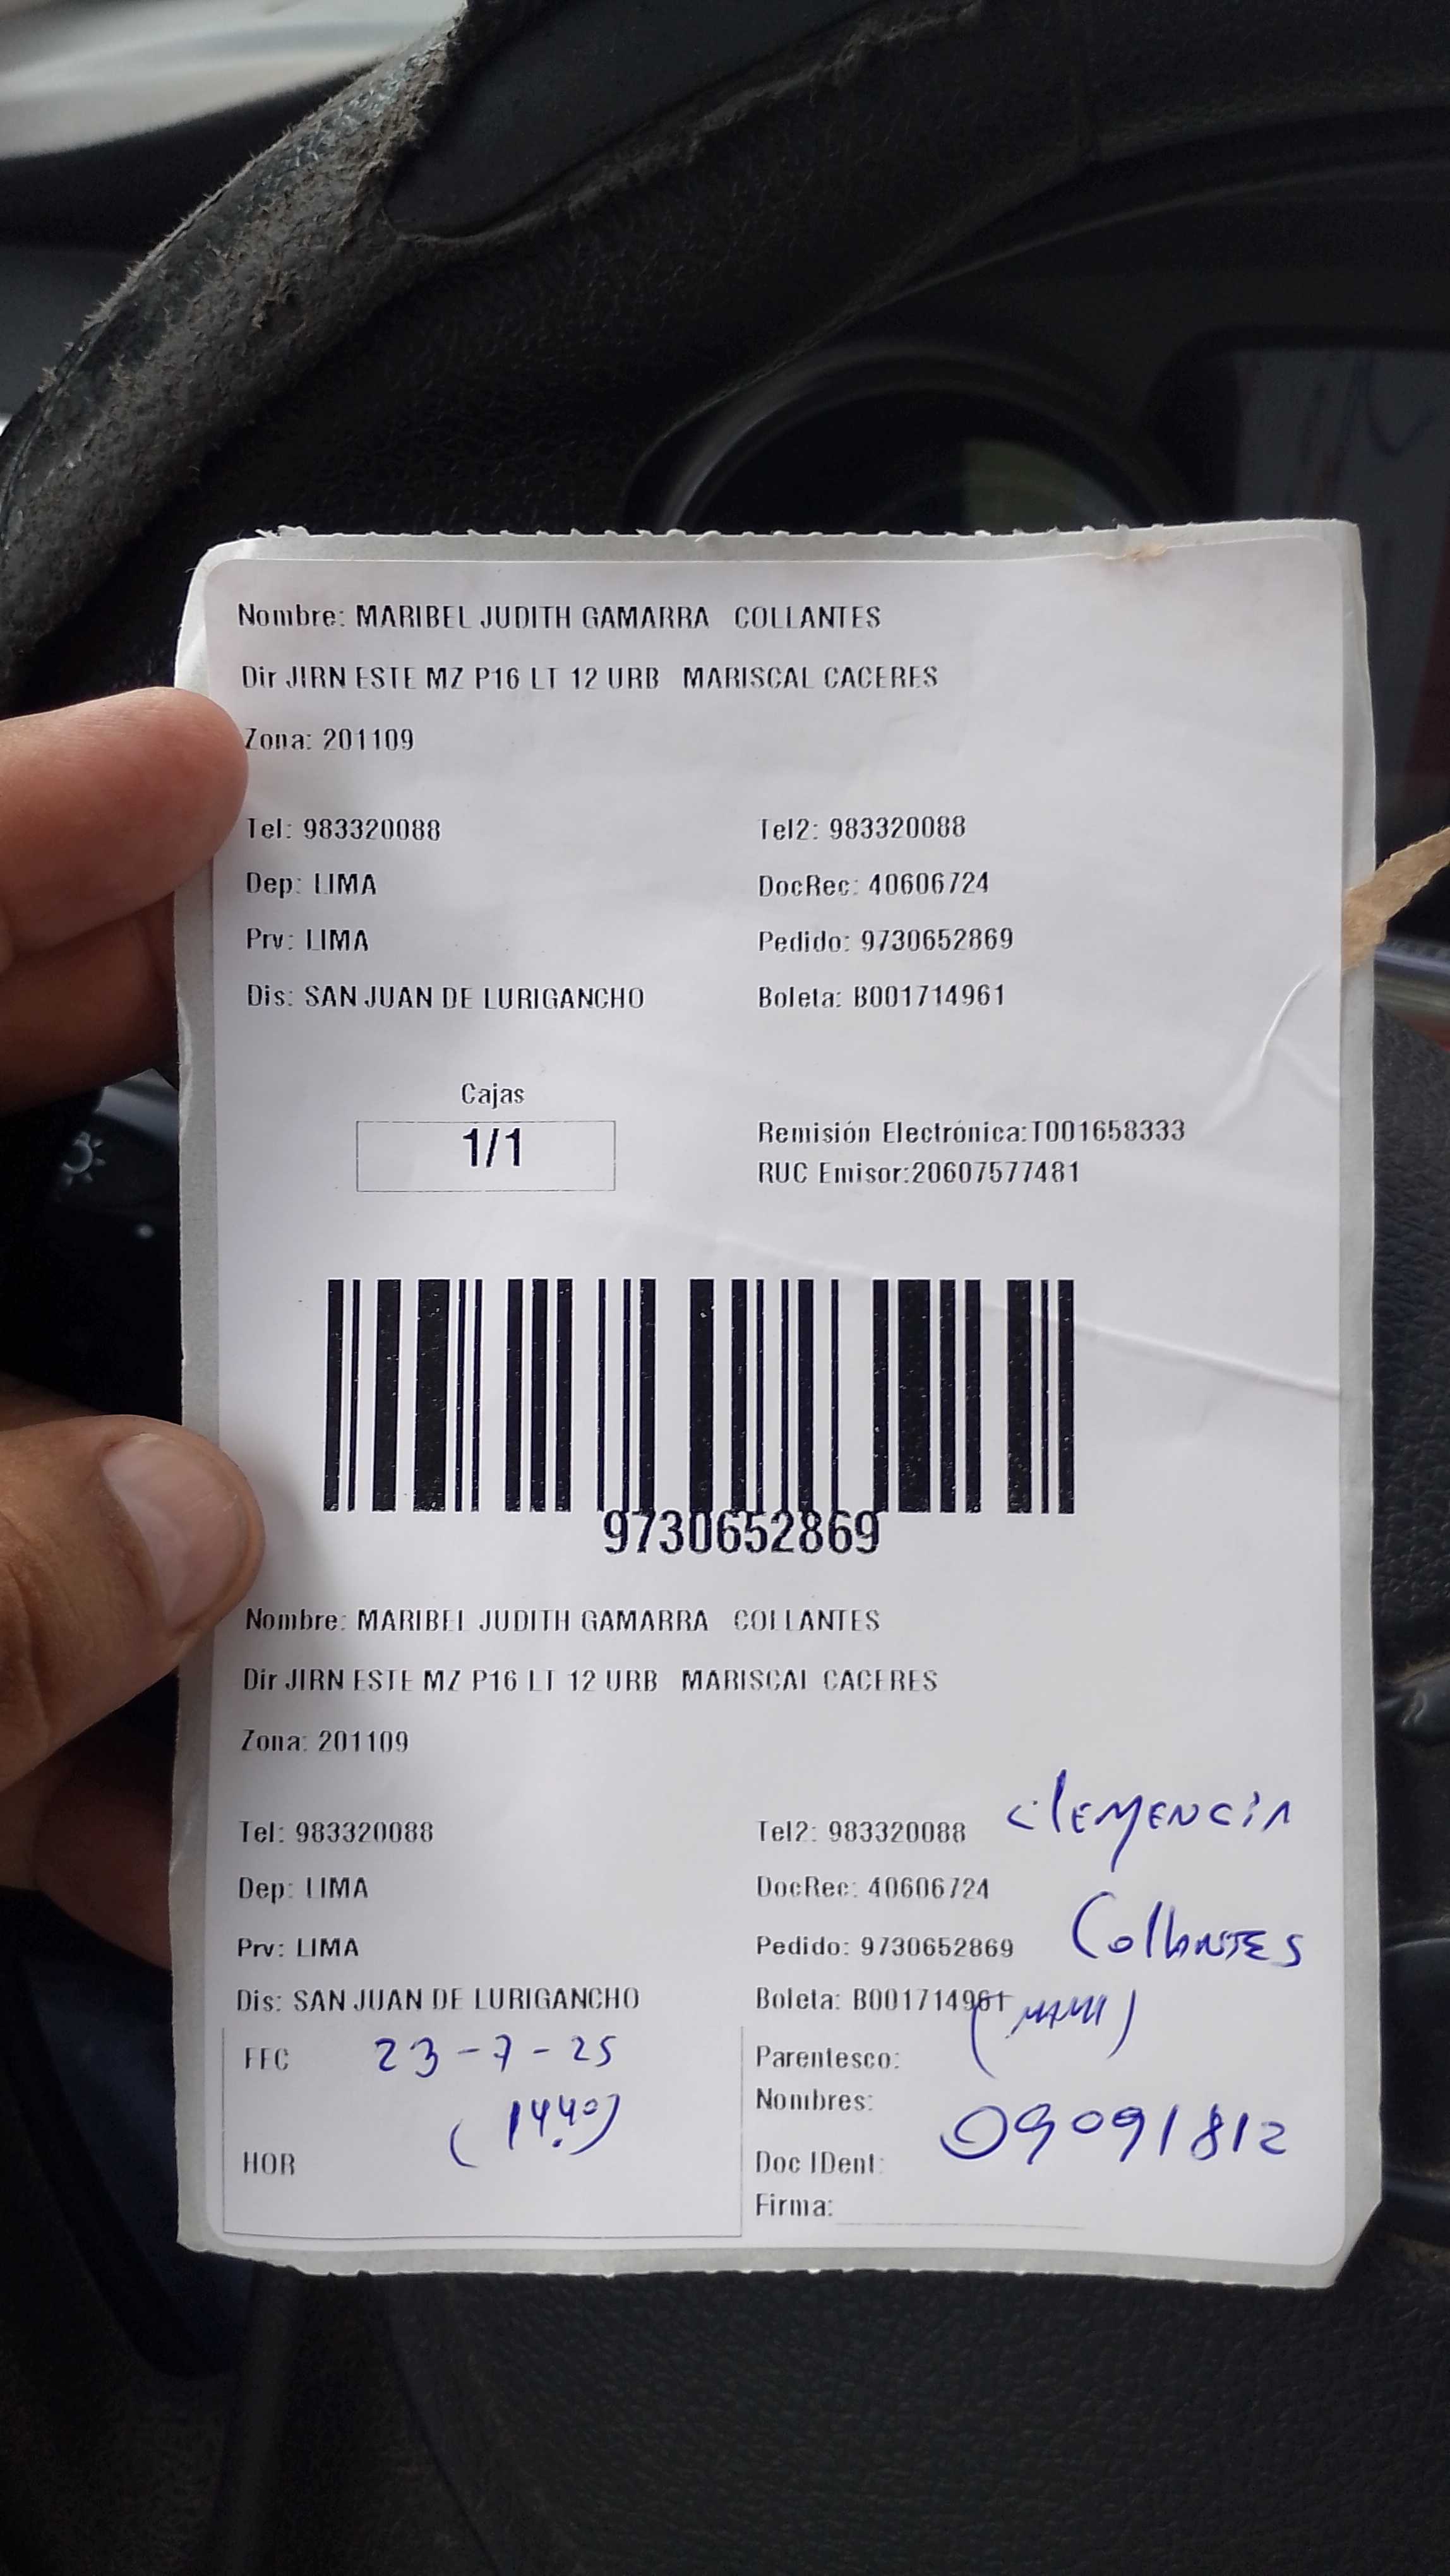 Nombre: MARIBEL JUDITH GAMARRA COLLANTES
Dir JIRN ESTE MZ P16 LT 12 URB MARISCAL CACERES
Zona: 201109
Tel: 983320088 Tel2: 983320088
Dep: LIMA DocRec: 40606724
Prv: LIMA Pedido: 9730652869
Dis: SAN JUAN DE LURIGANCHO Boleta: B001714961
Cajas
1/1
Remisión Electrónica:T001658333
RUC Emisor:20607577481
9730652869
Nombre: MARIBEL JUDITH GAMARRA COLLANTES
Dir JIRN ESTE MZ P16 LT 12 URB MARISCAL CACERES
Zona: 201109
Tel: 983320088 Tel2: 983320088 Clemencia
Dep: LIMA DocRec: 40606724
Prv: LIMA Pedido: 9730652869 Collantes
Dis: SAN JUAN DE LURIGANCHO Boleta: B001714961
(MAMI)
FEC 23-7-25 Parentesco:
(14.40) Nombres:
HOR Doc IDent: 09091812
Firma: